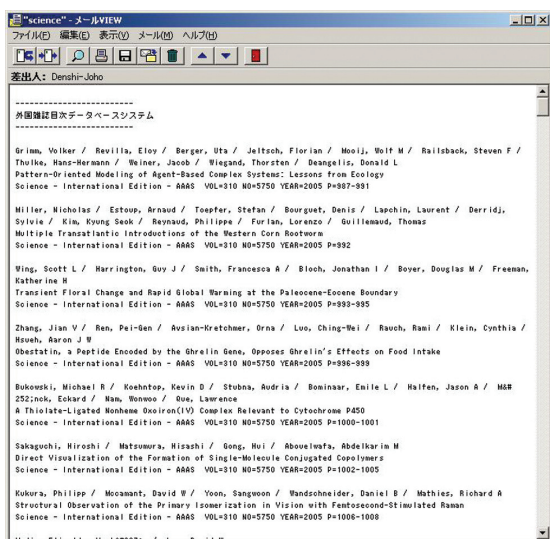 "science" - メールVIEW
ファイル(F) 編集(E) 表示(V) メール(M) ヘルプ(H)
差出人: Denshi-Joho
-------------------------
外国雑誌目次データベースシステム
-------------------------
Grimm, Volker / Revilla, Eloy / Berger, Uta / Jeltsch, Florian / Mooij, Wolf M / Railsback, Steven F /
Thulke, Hans-Hermann / Weiner, Jacob / Wiegand, Thorsten / Deangelis, Donald L
Pattern-Oriented Modeling of Agent-Based Complex Systems: Lessons from Ecology
Science - International Edition - AAAS VOL=310 NO=5750 YEAR=2005 P=987-991
Miller, Nicholas / Estoup, Arnaud / Toepfer, Stefan / Bourguet, Denis / Lapchin, Laurent / Derridj,
Sylvie / Kim, Kyung Seok / Reynaud, Philippe / Furlan, Lorenzo / Guillemaud, Thomas
Multiple Transatlantic Introductions of the Western Corn Rootworm
Science - International Edition - AAAS VOL=310 NO=5750 YEAR=2005 P=992
Wing, Scott L / Harrington, Guy J / Smith, Francesca A / Bloch, Jonathan I / Boyer, Douglas M / Freeman,
Katherine H
Transient Floral Change and Rapid Global Warming at the Paleocene-Eocene Boundary
Science - International Edition - AAAS VOL=310 NO=5750 YEAR=2005 P=993-995
Zhang, Jian V / Ren, Pei-Gen / Avsian-Kretchmer, Orna / Luo, Ching-Wei / Rauch, Rami / Klein, Cynthia /
Hsueh, Aaron J W
Obestatin, a Peptide Encoded by the Ghrelin Gene, Opposes Ghrelin's Effects on Food Intake
Science - International Edition - AAAS VOL=310 NO=5750 YEAR=2005 P=996-999
Bukowski, Michael R / Koehntop, Kevin D / Stubna, Audria / Bominaar, Emile L / Halfen, Jason A / M&#
252;nck, Eckard / Nam, Wonwoo / Que, Lawrence
A Thiolate-Ligated Nonheme Oxoiron(IV) Complex Relevant to Cytochrome P450
Science - International Edition - AAAS VOL=310 NO=5750 YEAR=2005 P=1000-1001
Sakaguchi, Hiroshi / Matsumura, Hisashi / Gong, Hui / Abouelwafa, Abdelkarim M
Direct Visualization of the Formation of Single-Molecule Conjugated Copolymers
Science - International Edition - AAAS VOL=310 NO=5750 YEAR=2005 P=1002-1005
Kukura, Philipp / Mccamant, David W / Yoon, Sangwoon / Wandschneider, Daniel B / Mathies, Richard A
Structural Observation of the Primary Isomerization in Vision with Femtosecond-Stimulated Raman
Science - International Edition - AAAS VOL=310 NO=5750 YEAR=2005 P=1006-1008